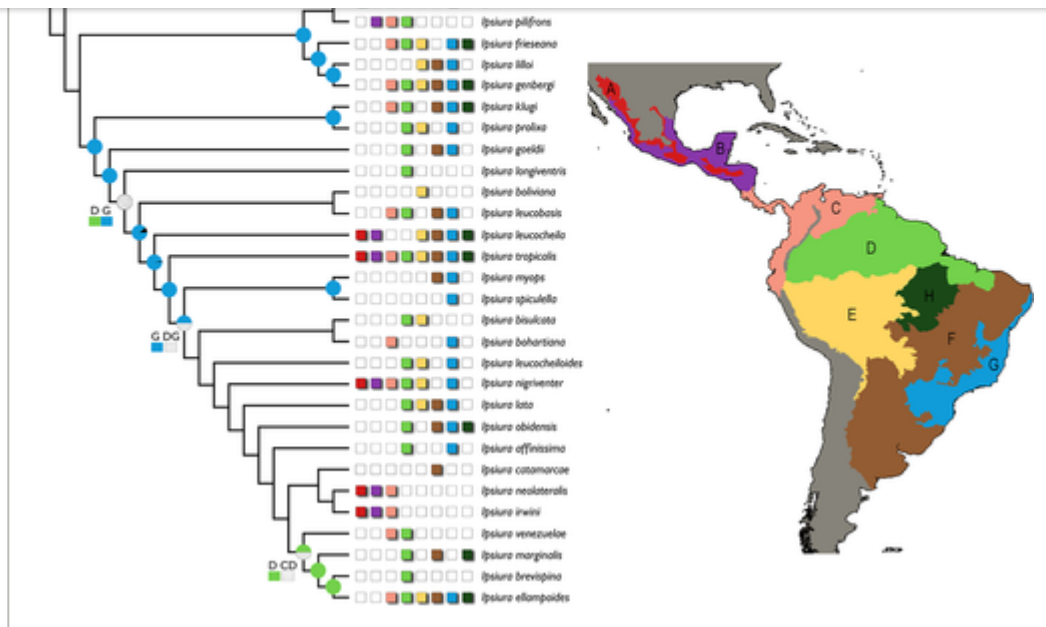 Ipsiura pilifrons
Ipsiura frieseana
Ipsiura lilloi
Ipsiura genbergi
Ipsiura klugi
Ipsiura prolixa
Ipsiura goeldii
Ipsiura longiventris
Ipsiura boliviana
Ipsiura leucobasis
Ipsiura leucocheila
Ipsiura tropicalis
Ipsiura myops
Ipsiura spiculella
Ipsiura bisulcata
Ipsiura bohartiana
Ipsiura leucocheiloides
Ipsiura nigriventer
Ipsiura lata
Ipsiura obidensis
Ipsiura affinissima
Ipsiura catamarcae
Ipsiura neolateralis
Ipsiura irwini
Ipsiura venezuelae
Ipsiura marginalis
Ipsiura brevispina
Ipsiura ellampoides
D G
G DG
D CD
A
B
C
D
E
H
F
G